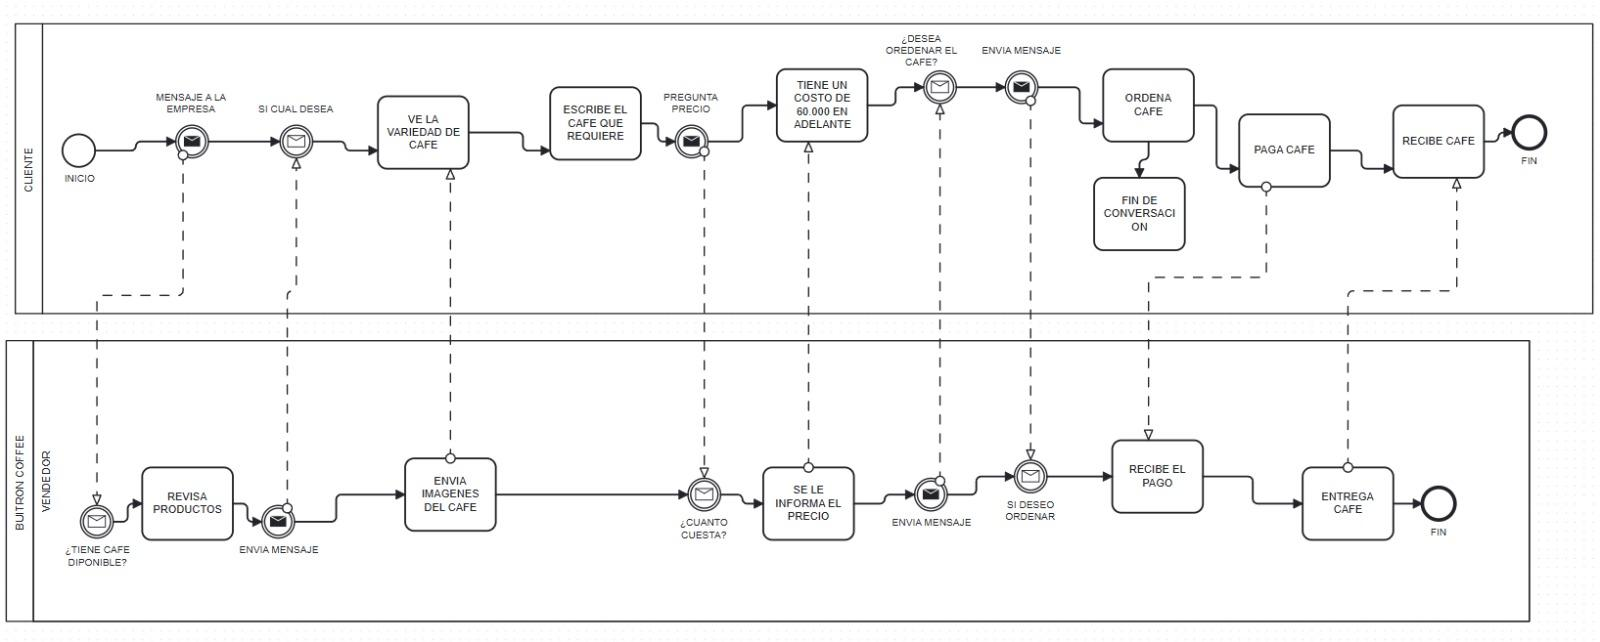 CLIENTE
INICIO
MENSAJE A LA
EMPRESA
SI CUAL DESEA
VE LA
VARIEDAD DE
CAFE
ESCRIBE EL
CAFE QUE
REQUIERE
PREGUNTA
PRECIO
TIENE UN
COSTO DE
60.000 EN
ADELANTE
¿DESEA
OREDENAR EL
CAFE?
ENVIA MENSAJE
ORDENA
CAFE
FIN DE
CONVERSACI
ON
PAGA CAFE
RECIBE CAFE
FIN
BUITRON COFFEE
VENDEDOR
¿TIENE CAFE
DIPONIBLE?
REVISA
PRODUCTOS
ENVIA MENSAJE
ENVIA
IMAGENES
DEL CAFE
¿CUANTO
CUESTA?
SE LE
INFORMA EL
PRECIO
ENVIA MENSAJE
SI DESEO
ORDENAR
RECIBE EL
PAGO
ENTREGA
CAFE
FIN